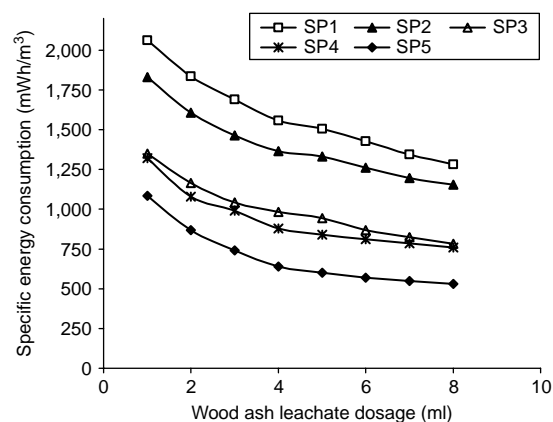 SP1 SP2 SP3
SP4 SP5
Specific energy consumption (mWh/m³)
2,000
1,750
1,500
1,250
1,000
750
500
250
0
0 2 4 6 8 10
Wood ash leachate dosage (ml)